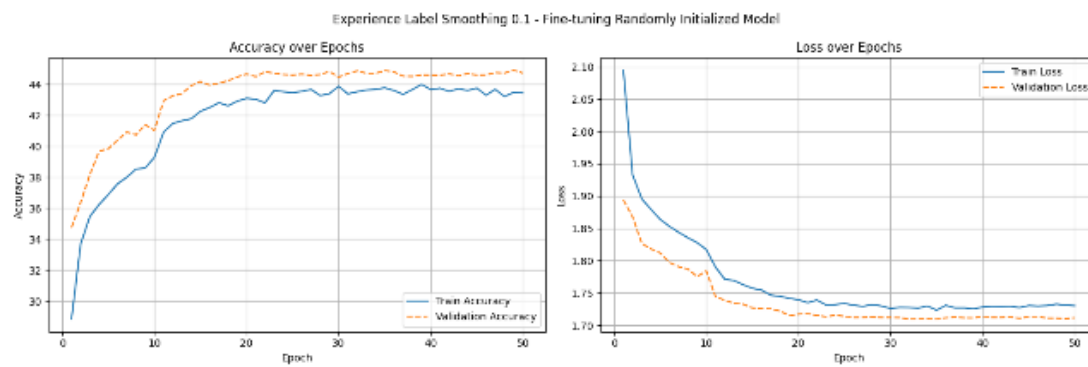 Experience Label Smoothing 0.1 - Fine-tuning Randomly Initialized Model
Accuracy over Epochs
Accuracy
44
42
40
38
36
34
32
30
Train Accuracy
Validation Accuracy
0 10 20 30 40 50
Epoch
Loss over Epochs
Loss
2.10
2.05
2.00
1.95
1.90
1.85
1.80
1.75
1.70
Train Loss
Validation Loss
0 10 20 30 40 50
Epoch